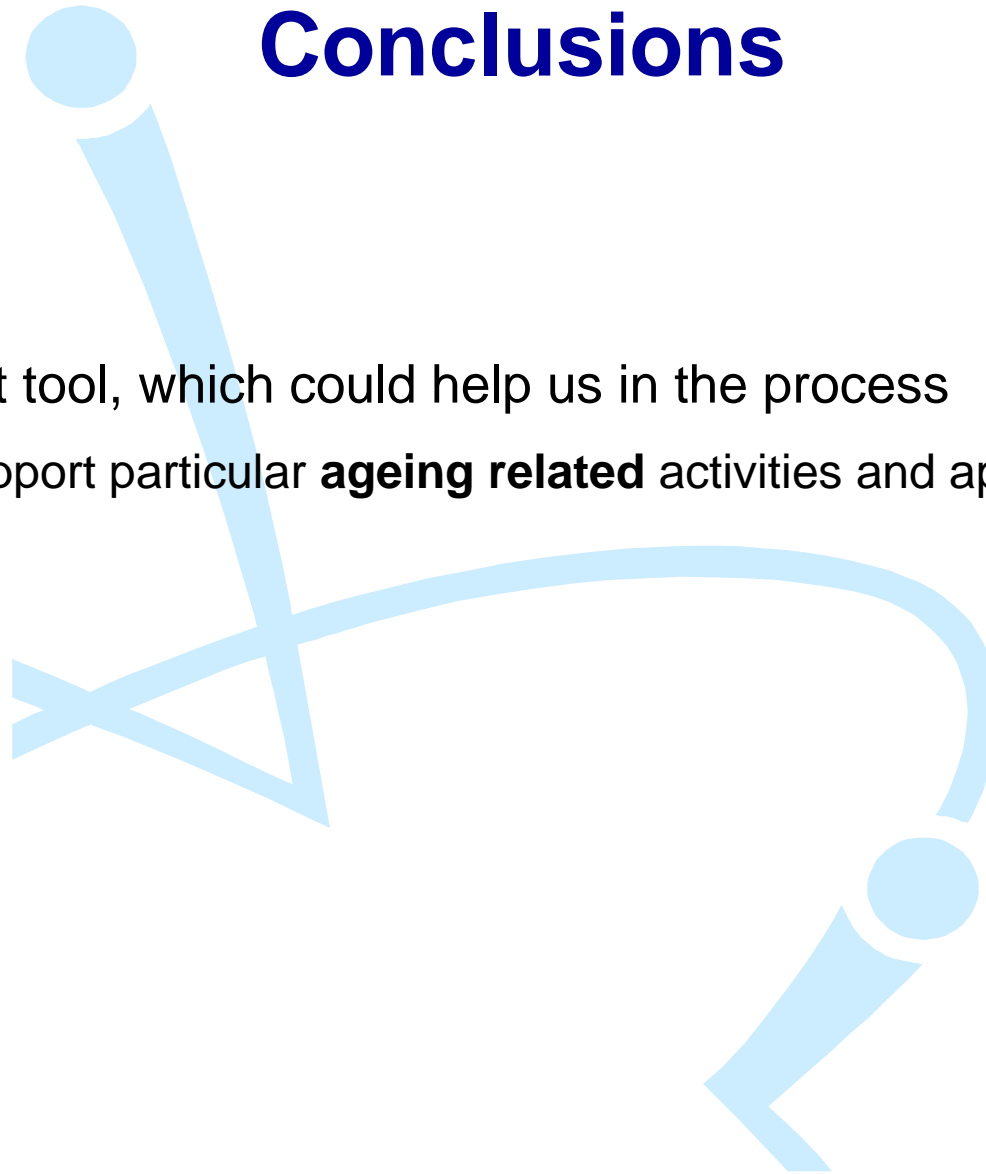 Conclusions
t tool, which could help us in the process
pport particular ageing related activities and ap